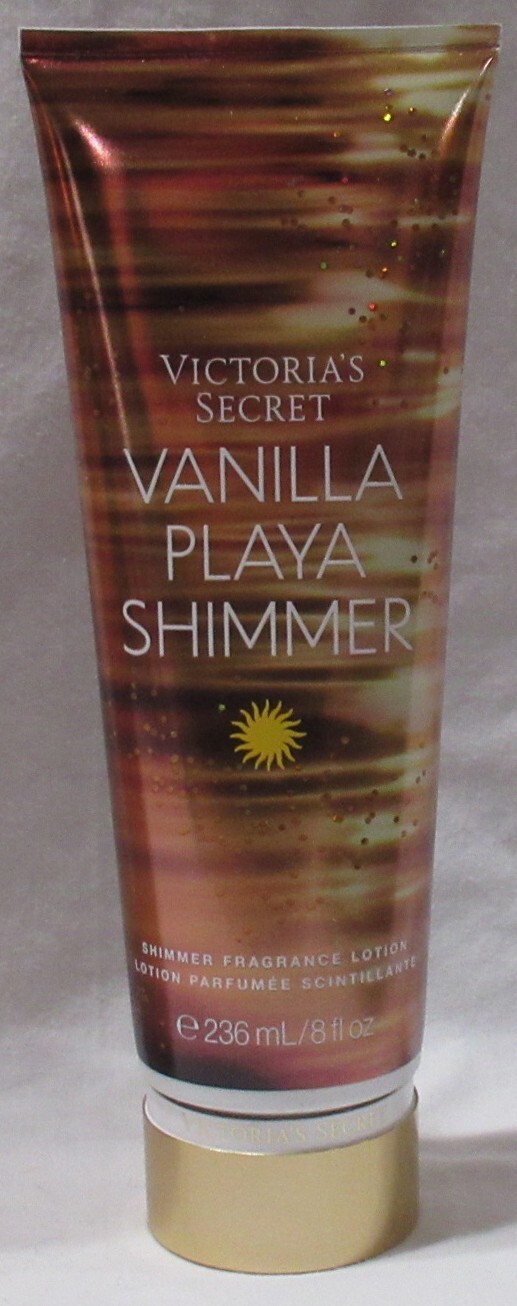 VICTORIA'S
SECRET
VANILLA
PLAYA
SHIMMER
SHIMMER FRAGRANCE LOTION
LOTION PARFUMÉE SCINTILLANTE
℮ 236 mL/8 fl oz
VICTORIA'S SECRET